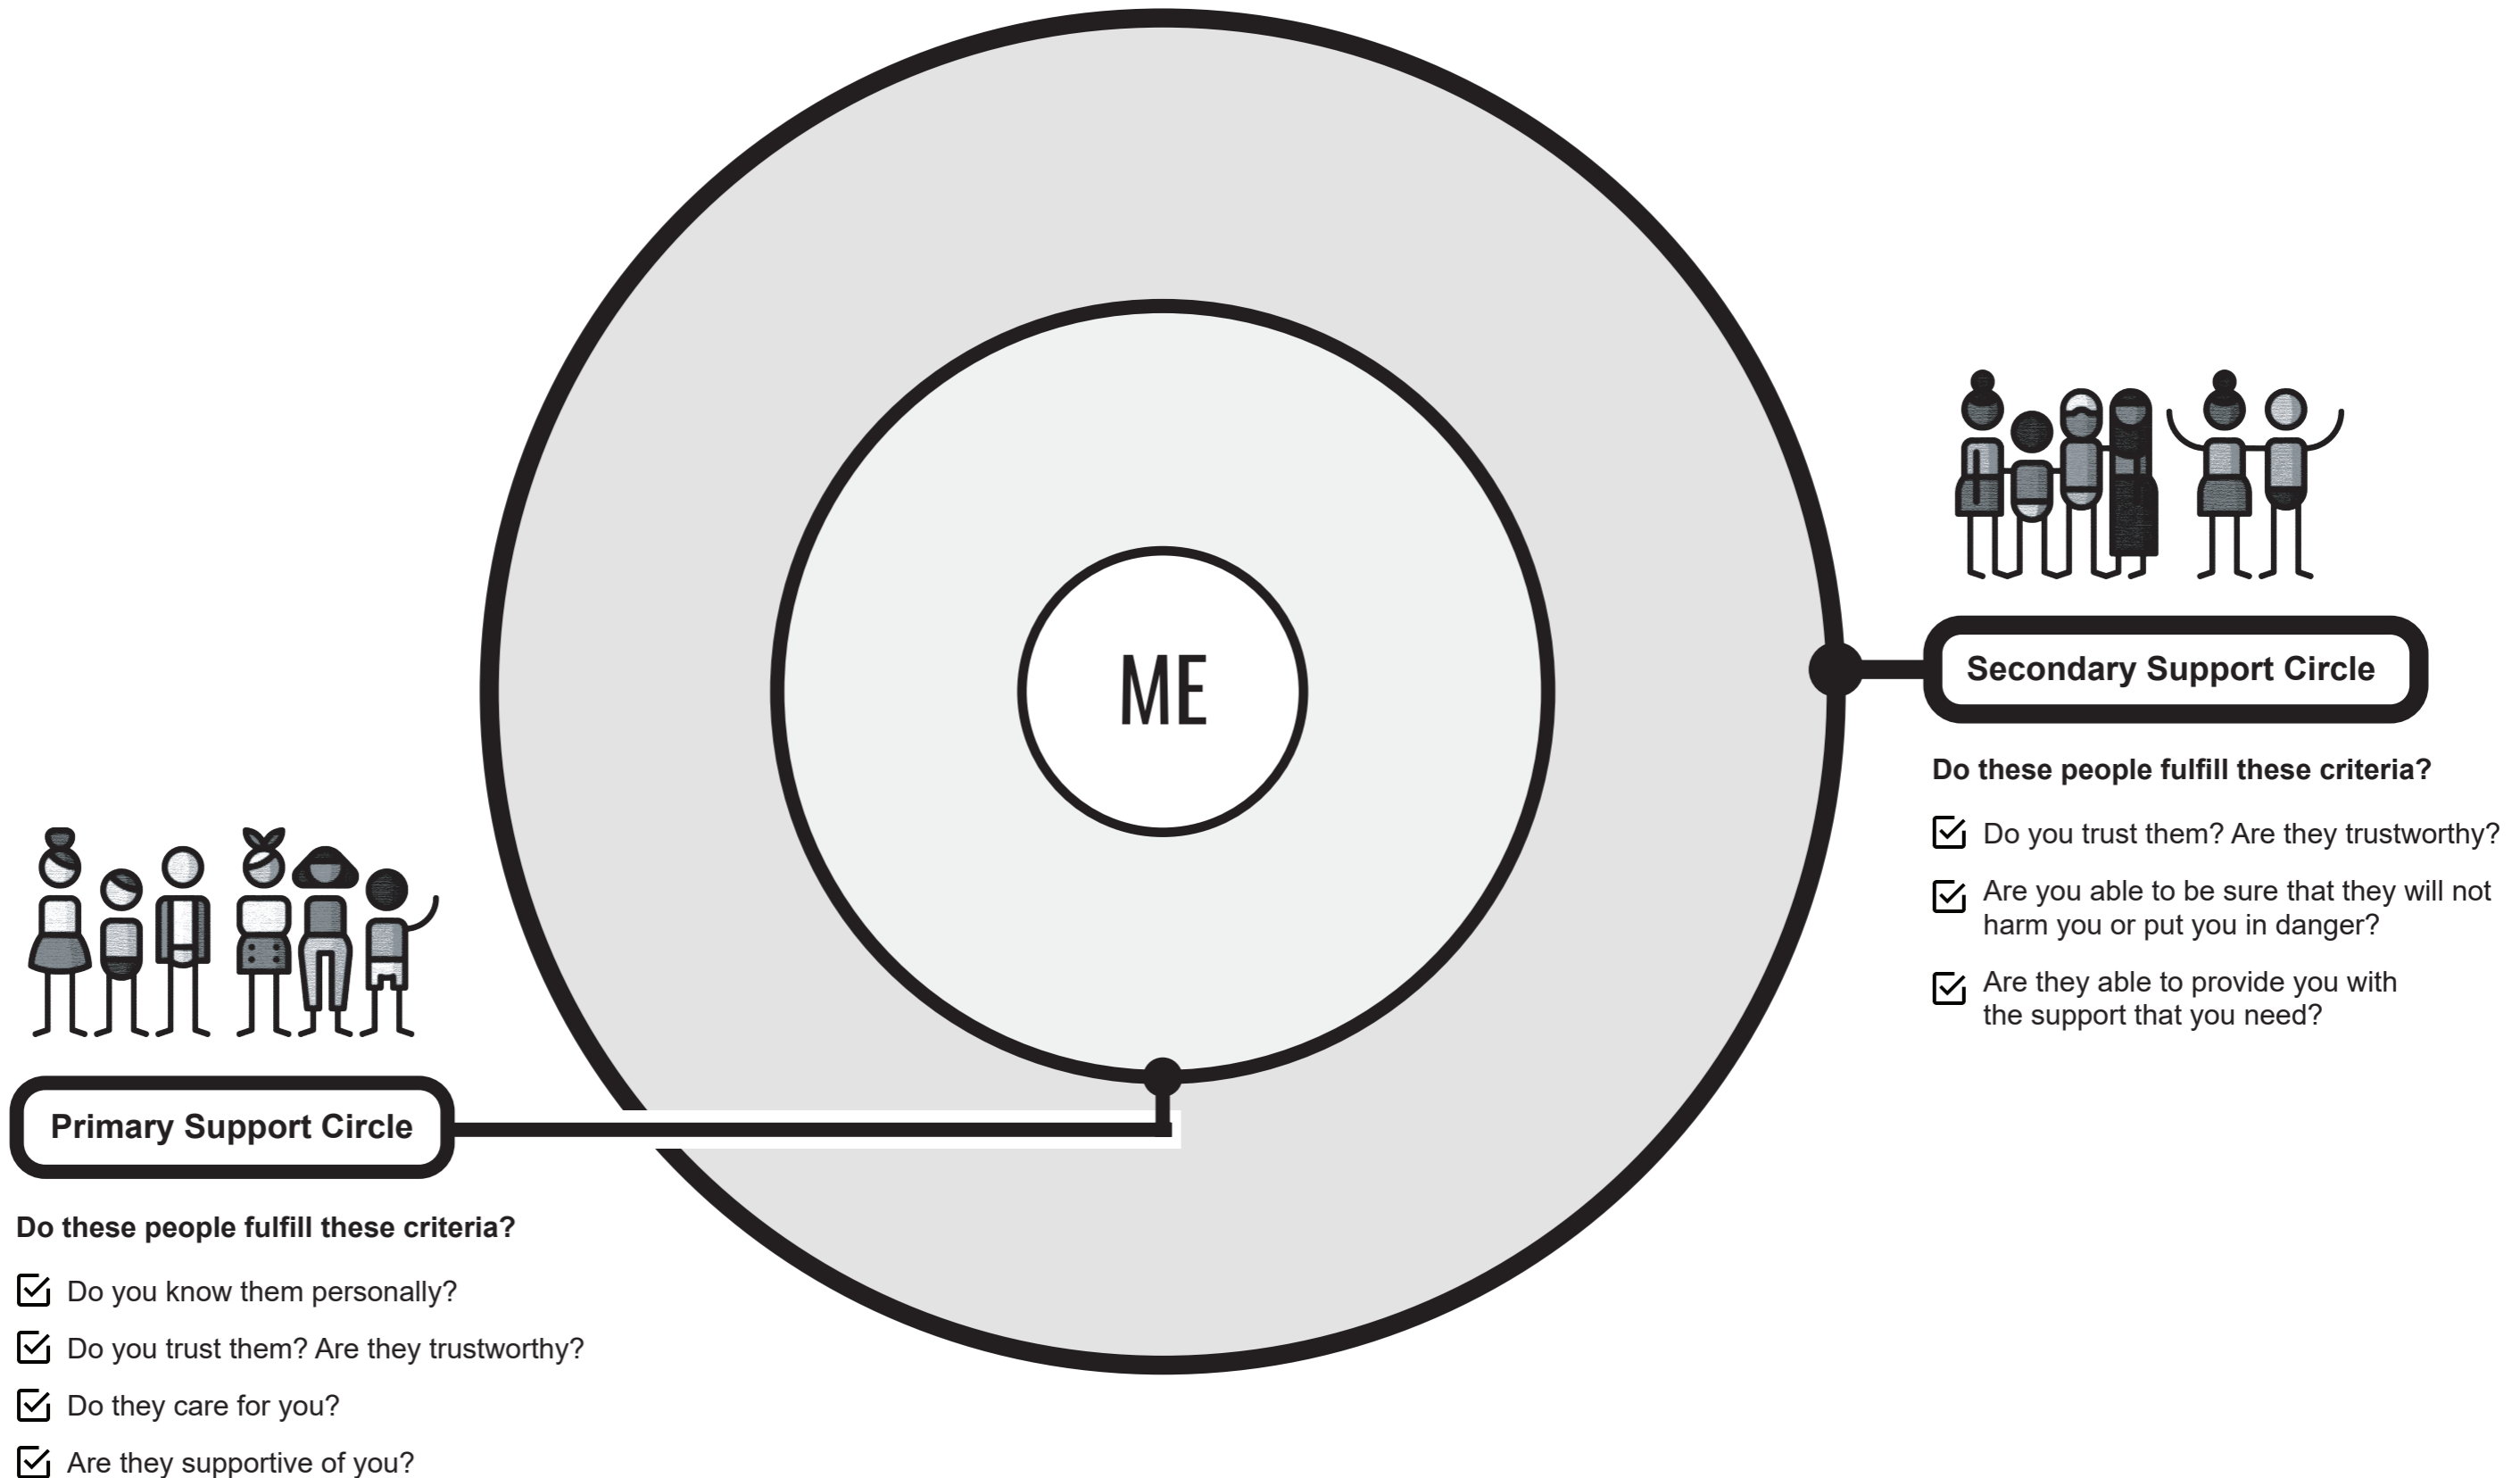 ME
Secondary Support Circle
Do these people fulfill these criteria?
Do you trust them? Are they trustworthy?
Are you able to be sure that they will not
harm you or put you in danger?
Are they able to provide you with
the support that you need?
Primary Support Circle
Do these people fulfill these criteria?
Do you know them personally?
Do you trust them? Are they trustworthy?
Do they care for you?
Are they supportive of you?